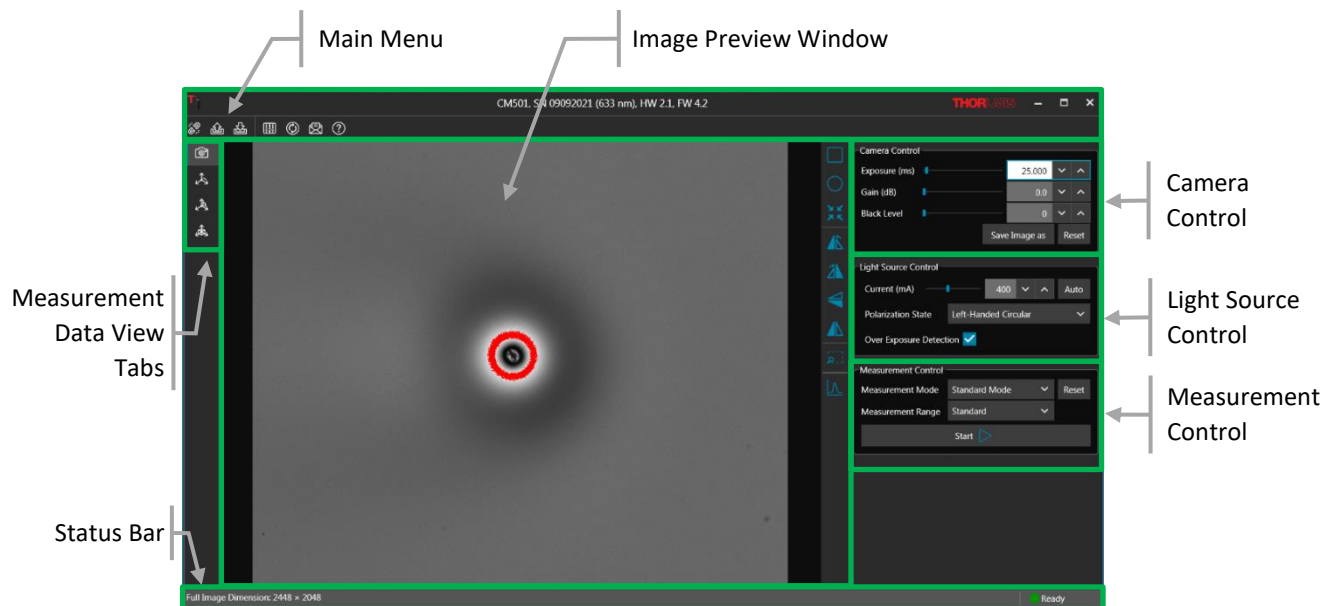 Main Menu
Image Preview Window
CM501, SN 09092021 (633 nm), HW 2.1, FW 4.2
THORLABS
Camera Control
Exposure (ms) 25.000
Gain (dB) 0.0
Black Level 0
Save Image as Reset
Camera
Control
Light Source Control
Current (mA) 400 Auto
Polarization State Left-Handed Circular
Over Exposure Detection
Light Source
Control
Measurement Control
Measurement Mode Standard Mode Reset
Measurement Range Standard
Start
Measurement
Control
Measurement
Data View
Tabs
Status Bar
Full Image Dimension: 2448 × 2048
Ready